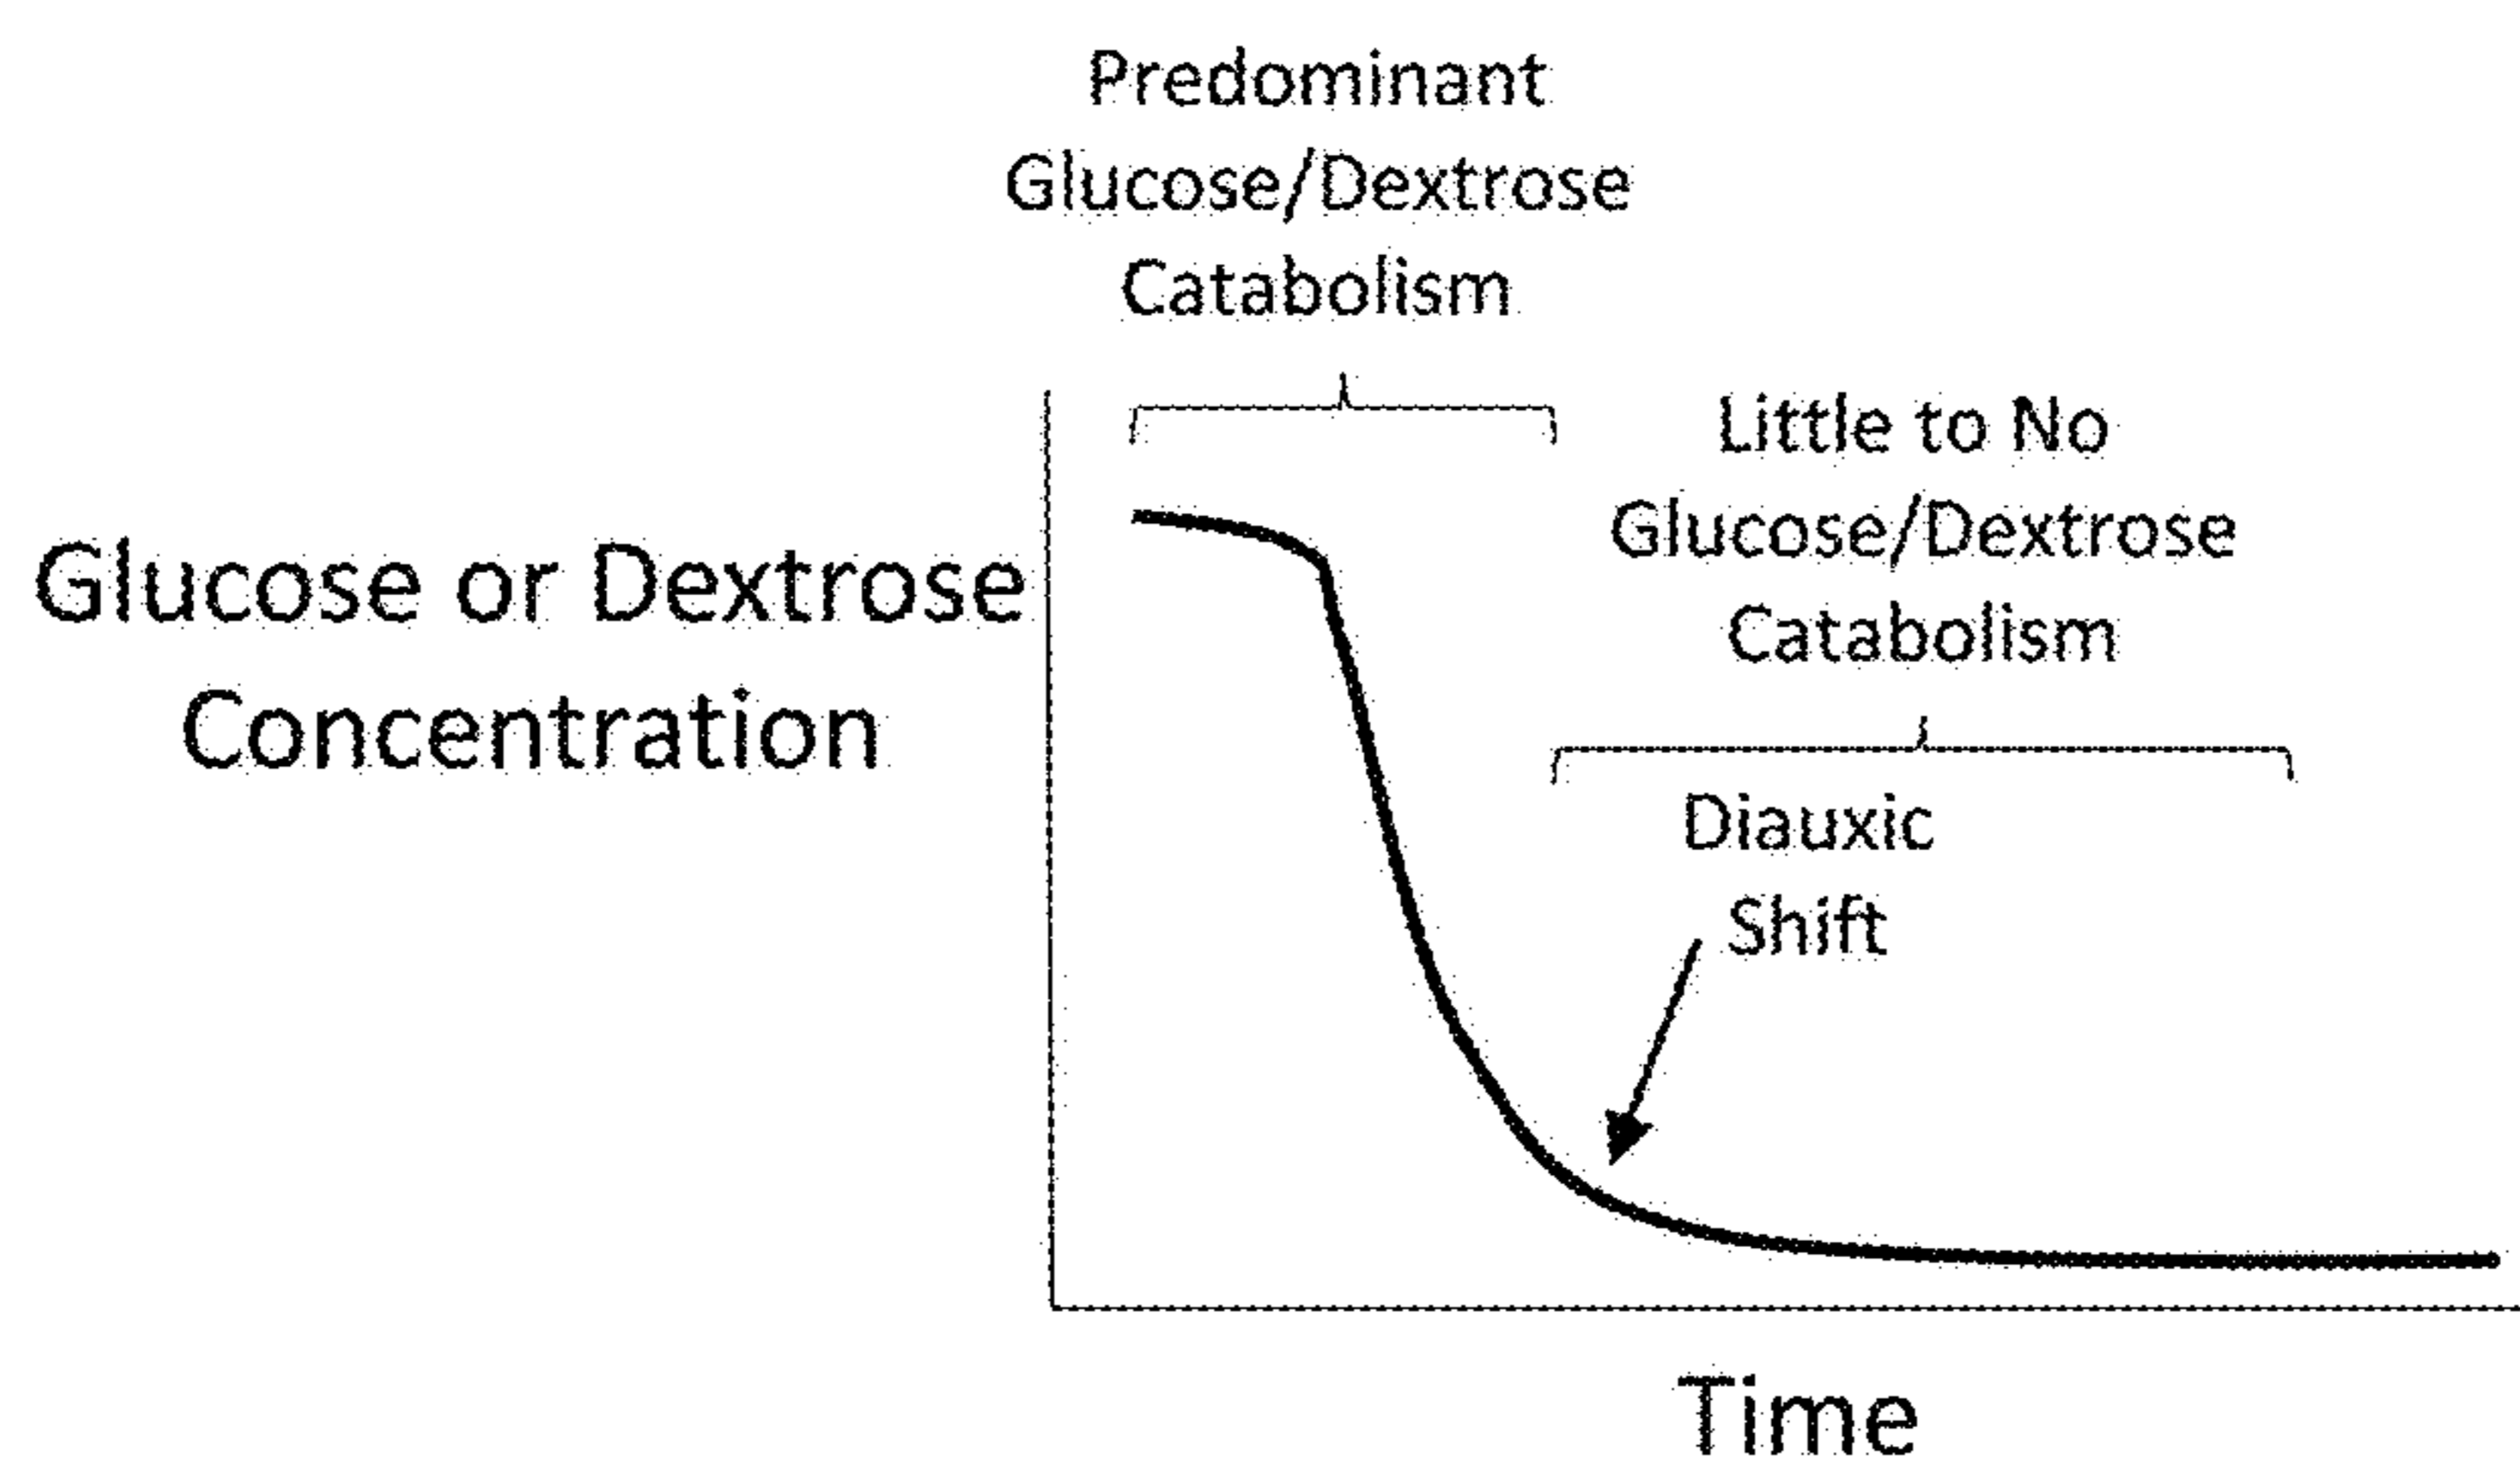 Predominant
Glucose/Dextrose
Catabolism
Little to No
Glucose/Dextrose
Catabolism
Glucose or Dextrose
Concentration
Diauxic
Shift
Time